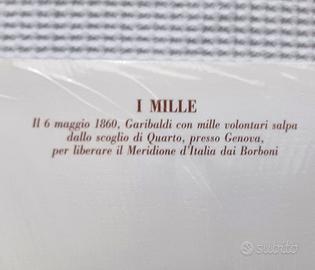 I MILLE
Il 6 maggio 1860, Garibaldi con mille volontari salpa
dallo scoglio di Quarto, presso Genova,
per liberare il Meridione d'Italia dai Borboni
subito